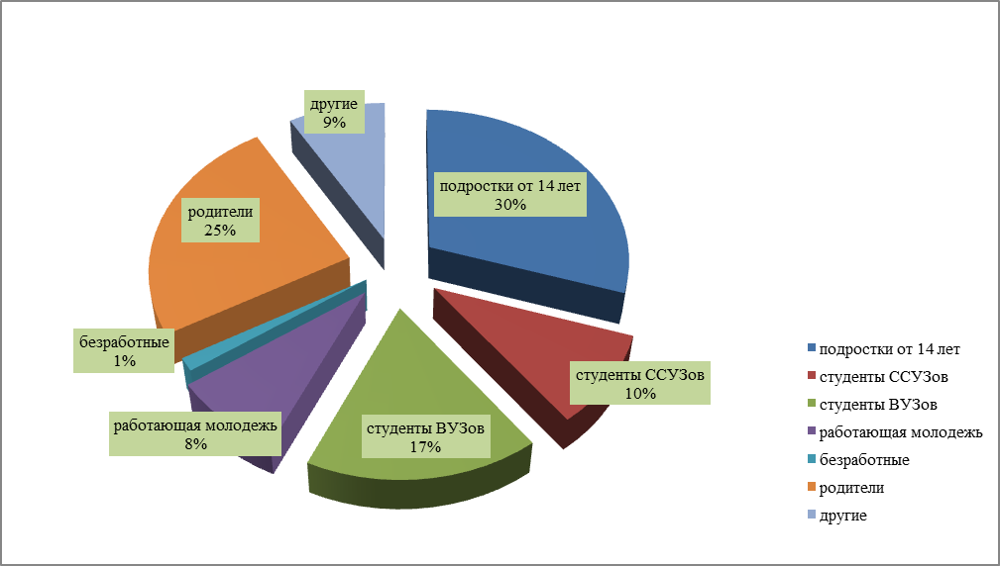 другие
9%
подростки от 14 лет
30%
родители
25%
безработные
1%
студенты ССУЗов
10%
работающая молодежь
8%
студенты ВУЗов
17%
подростки от 14 лет
студенты ССУЗов
студенты ВУЗов
работающая молодежь
безработные
родители
другие